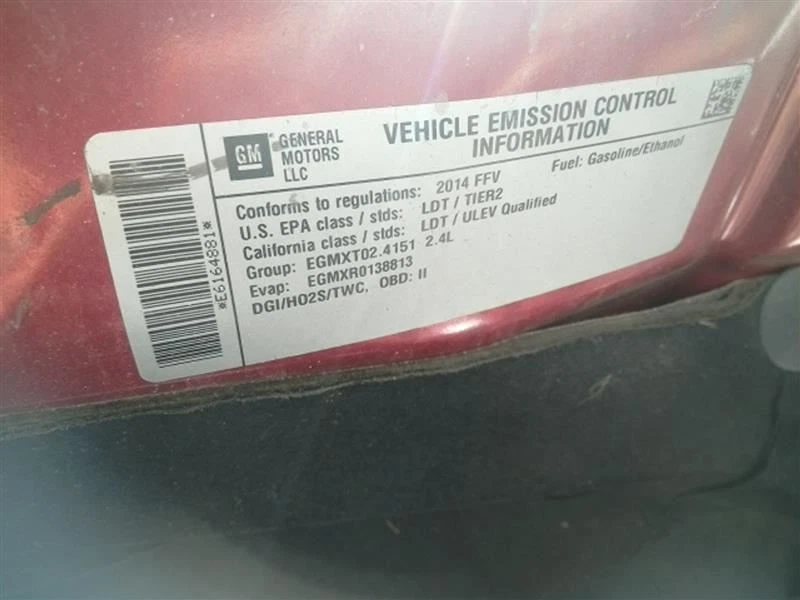 GM
GENERAL
MOTORS
LLC
VEHICLE EMISSION CONTROL
INFORMATION
Fuel: Gasoline/Ethanol
Conforms to regulations: 2014 FFV
U.S. EPA class / stds: LDT / TIER2
California class / stds: LDT / ULEV Qualified
Group: EGMXT02.4151 2.4L
Evap: EGMXR0138813
DGI/HO2S/TWC, OBD: II
*E6164881*